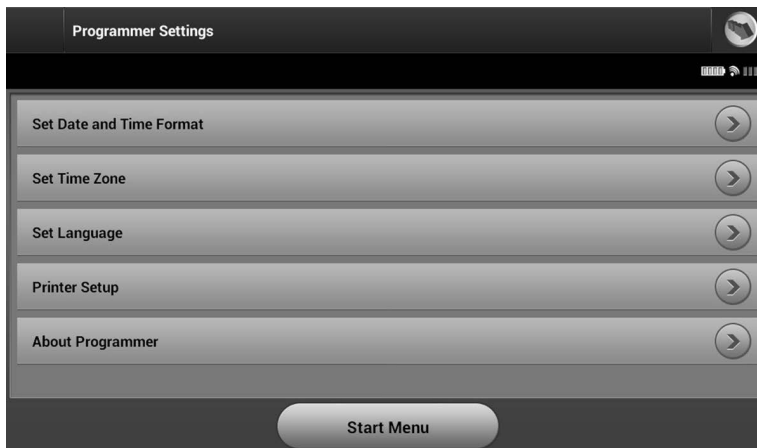 Programmer Settings
Set Date and Time Format
Set Time Zone
Set Language
Printer Setup
About Programmer
Start Menu